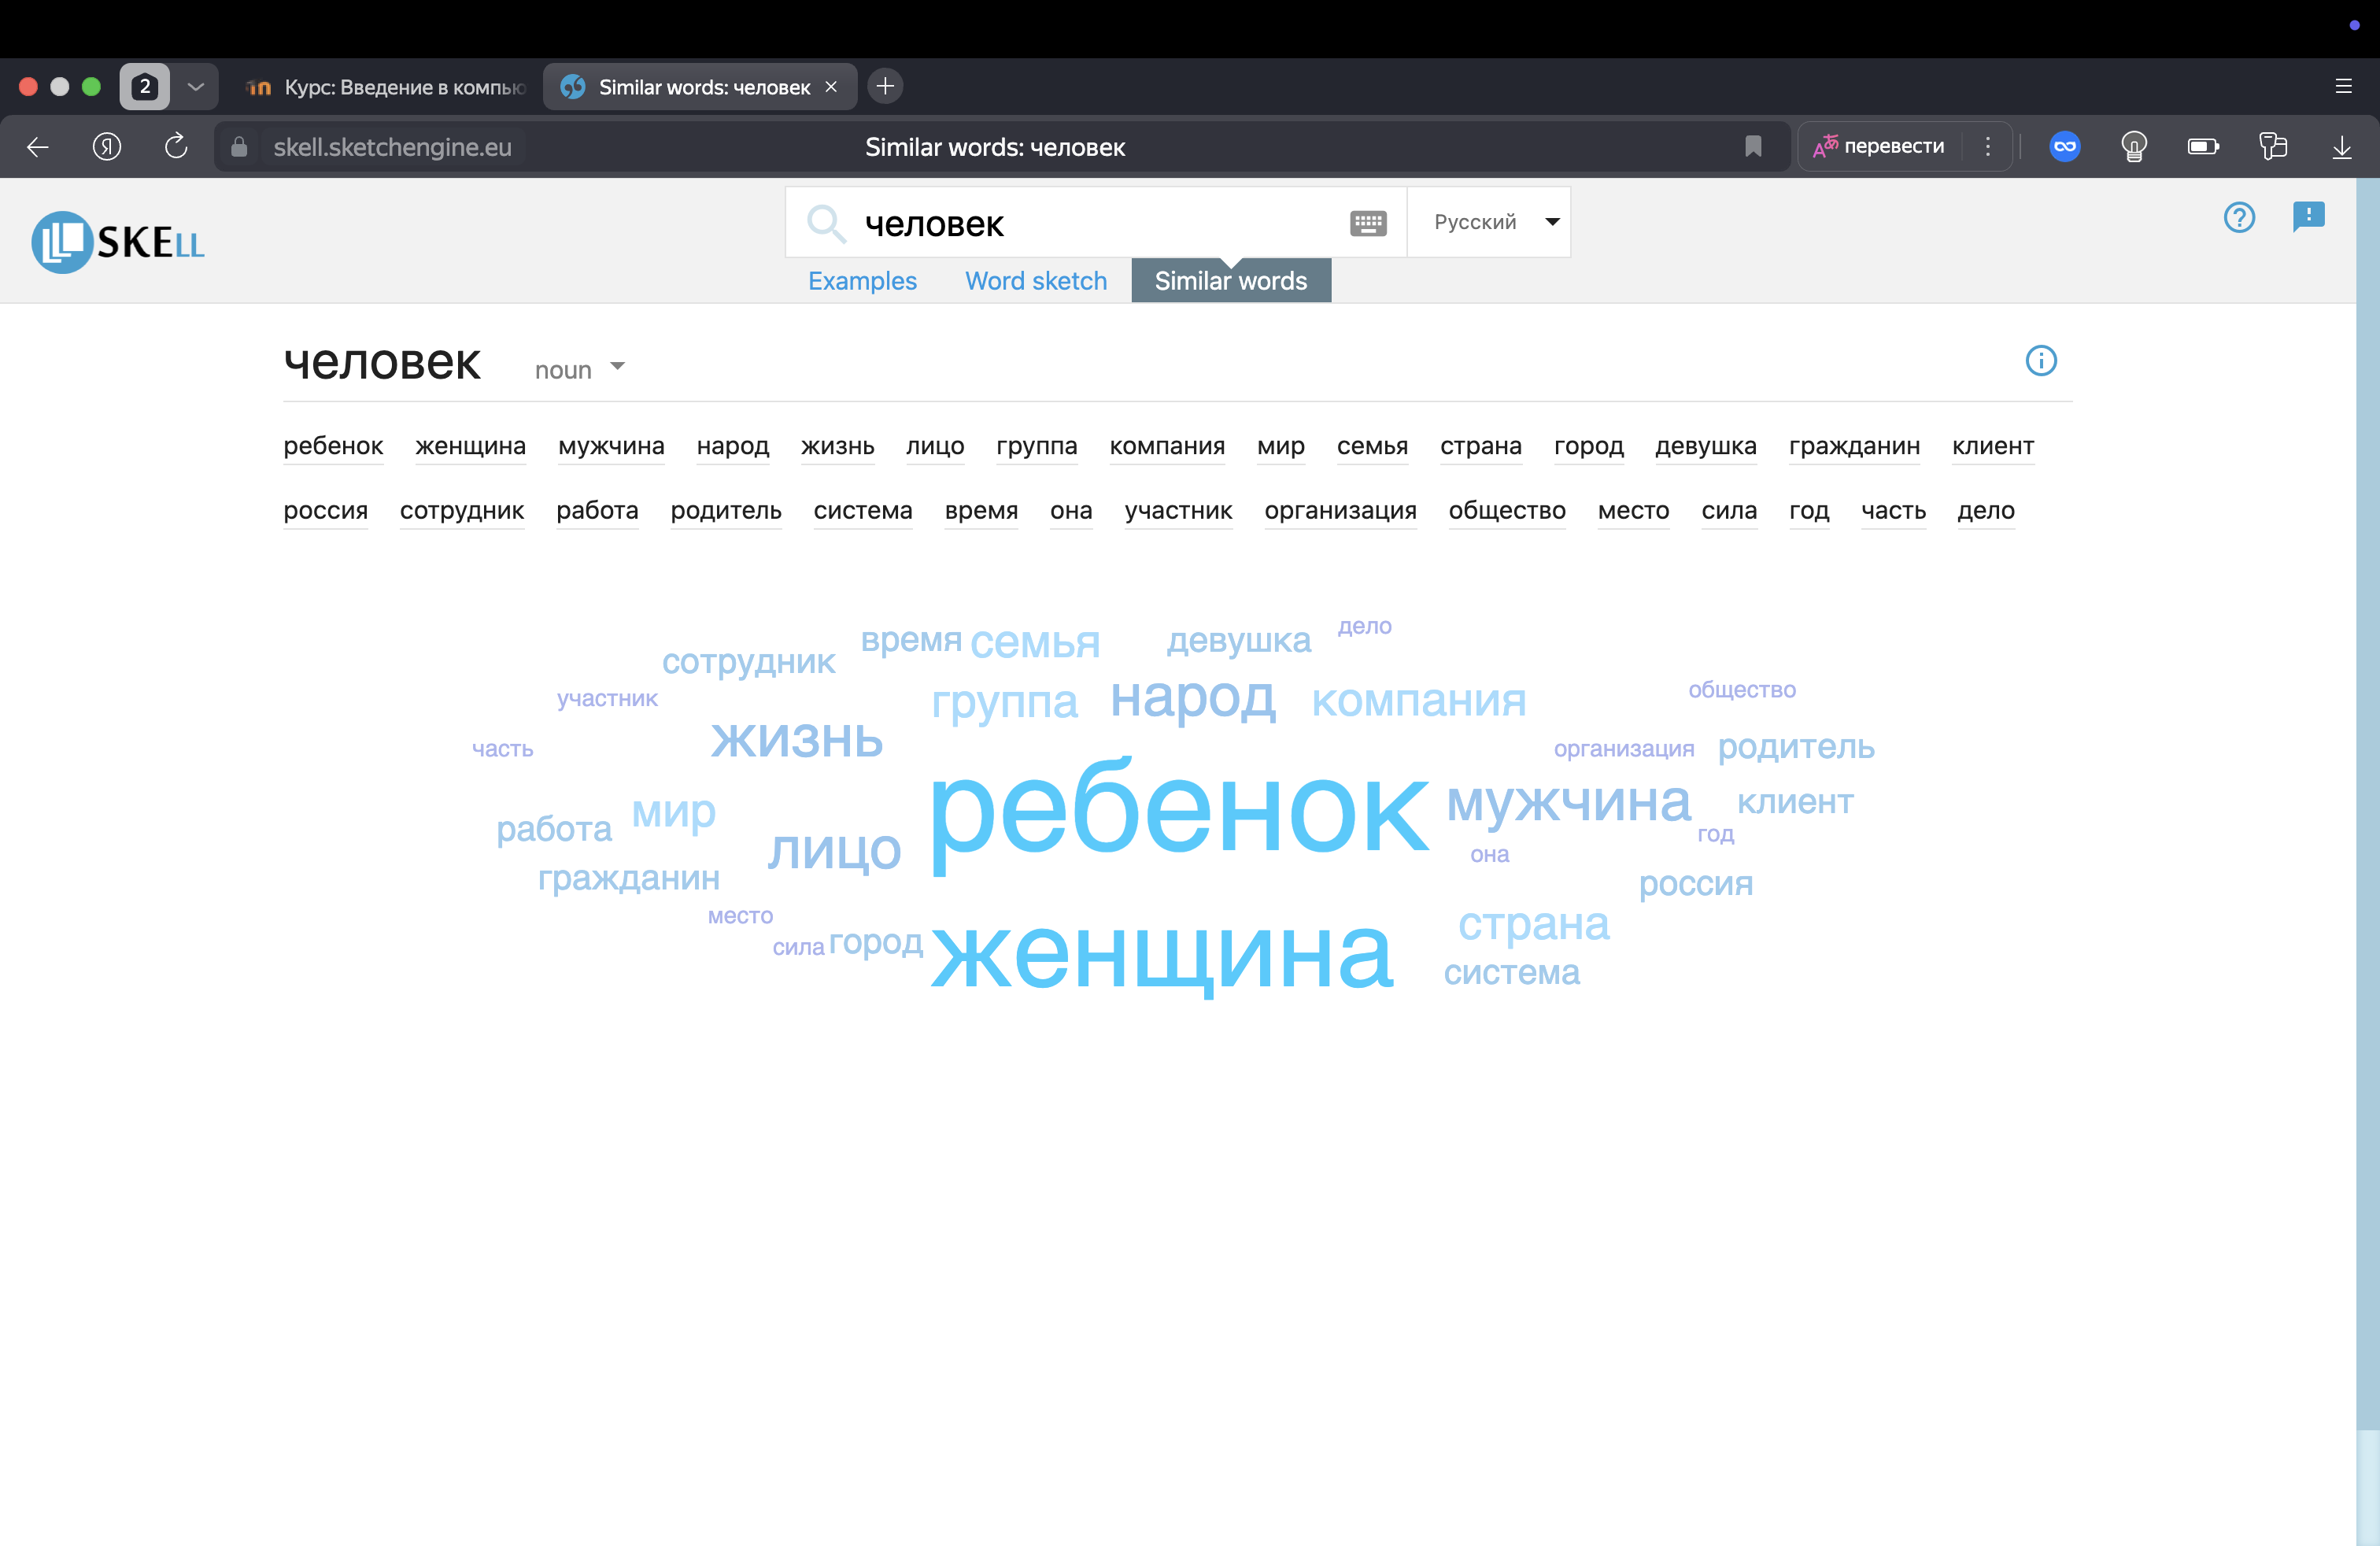 2 Курс: Введение в компью Similar words: человек
skell.sketchengine.eu Similar words: человек перевести
SKELL человек Русский
Examples Word sketch Similar words
человек noun
ребенок женщина мужчина народ жизнь лицо группа компания мир семья страна город девушка гражданин клиент
россия сотрудник работа родитель система время она участник организация общество место сила год часть дело
дело
время семья девушка
сотрудник
участник группа народ компания общество
жизнь
часть организация родитель
ребенок мужчина клиент
работа мир
год
лицо она
гражданин россия
место страна
сила город женщина
система